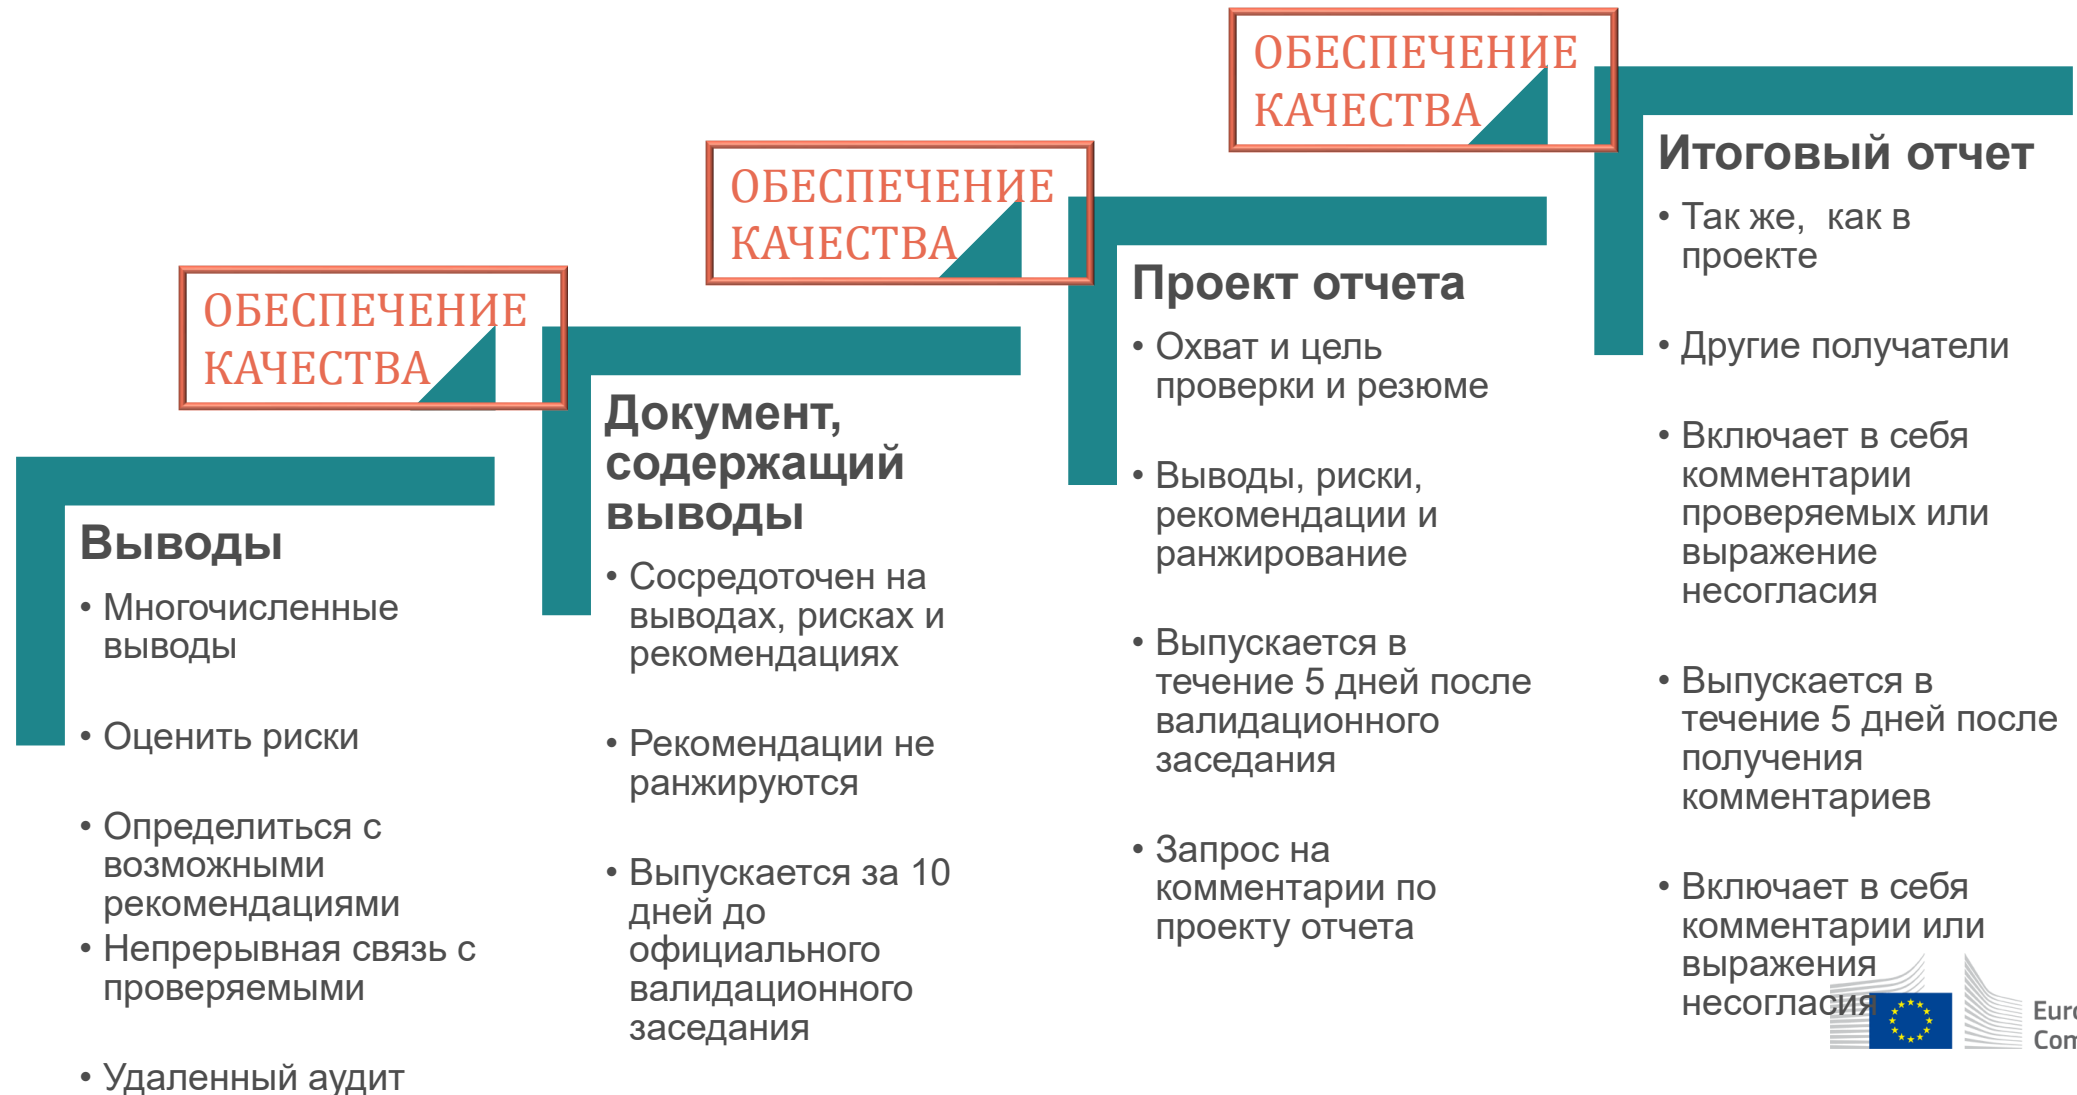 ОБЕСПЕЧЕНИЕ
КАЧЕСТВА
Выводы
• Многочисленные
выводы
• Оценить риски
• Определиться с
возможными
рекомендациями
• Непрерывная связь с
проверяемыми
• Удаленный аудит
ОБЕСПЕЧЕНИЕ
КАЧЕСТВА
Документ,
содержащий
выводы
• Сосредоточен на
выводах, рисках и
рекомендациях
• Рекомендации не
ранжируются
• Выпускается за 10
дней до
официального
валидационного
заседания
ОБЕСПЕЧЕНИЕ
КАЧЕСТВА
Проект отчета
• Охват и цель
проверки и резюме
• Выводы, риски,
рекомендации и
ранжирование
• Выпускается в
течение 5 дней после
валидационного
заседания
• Запрос на
комментарии по
проекту отчета
Итоговый отчет
• Так же,  как в
проекте
• Другие получатели
• Включает в себя
комментарии
проверяемых или
выражение
несогласия
• Выпускается в
течение 5 дней после
получения
комментариев
• Включает в себя
комментарии или
выражения
несогласия
Euro
Com